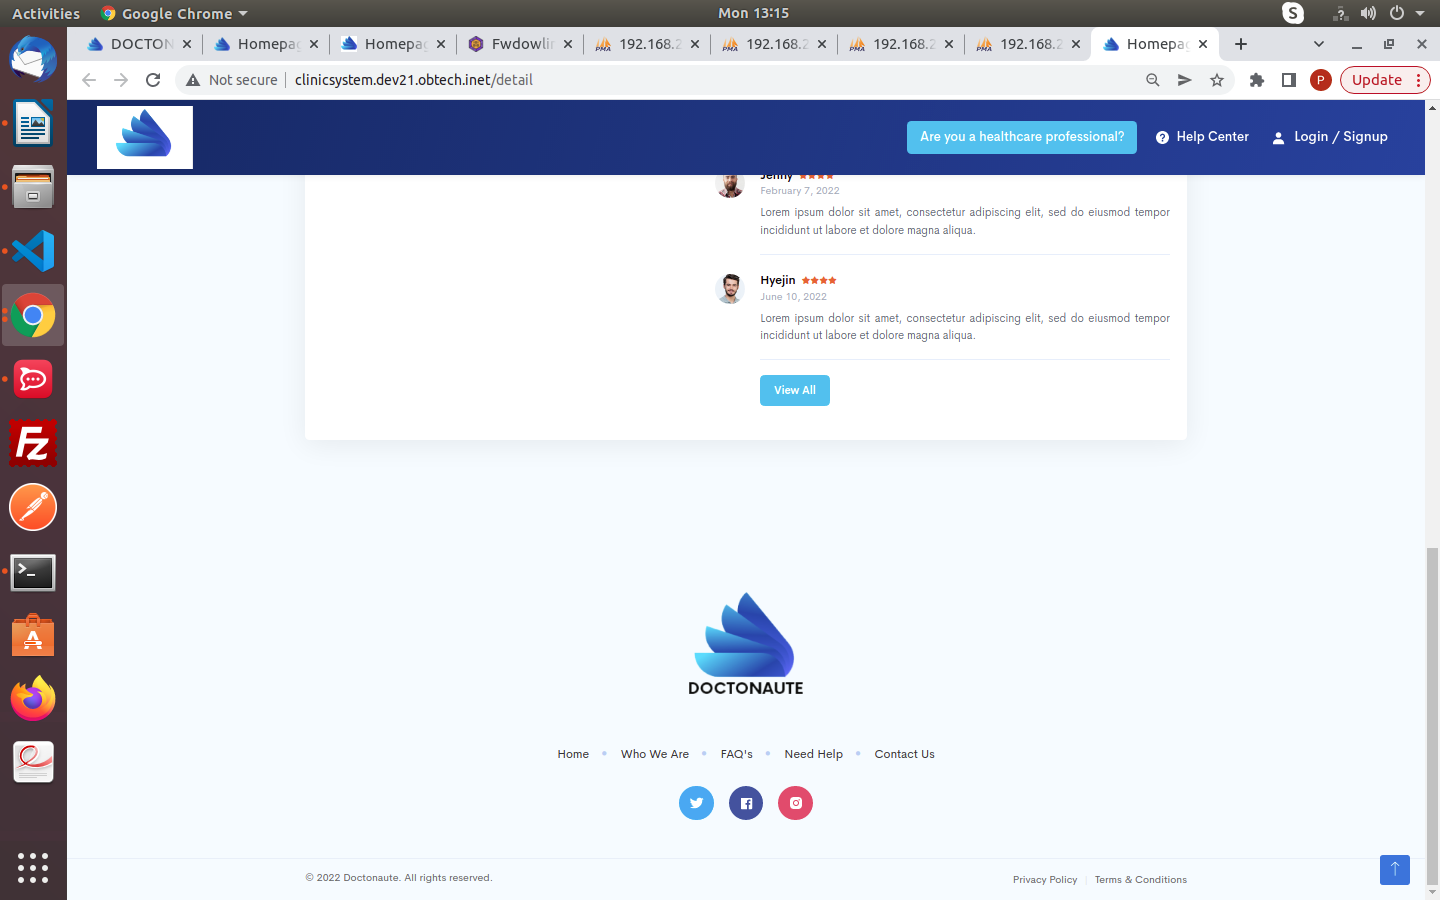 Activities Google Chrome Mon 13:15
DOCTON Homepag Homepag Fwdowlin 192.168.2 192.168.2 192.168.2 192.168.2 Homepag
Not secure clinicsystem.dev21.obtech.inet/detail P Update
Are you a healthcare professional? Help Center Login / Signup
Jenny
February 7, 2022
Lorem ipsum dolor sit amet, consectetur adipiscing elit, sed do eiusmod tempor
incididunt ut labore et dolore magna aliqua.
Hyejin
June 10, 2022
Lorem ipsum dolor sit amet, consectetur adipiscing elit, sed do eiusmod tempor
incididunt ut labore et dolore magna aliqua.
View All
DOCTONAUTE
Home Who We Are FAQ's Need Help Contact Us
© 2022 Doctonaute. All rights reserved.
Privacy Policy Terms & Conditions